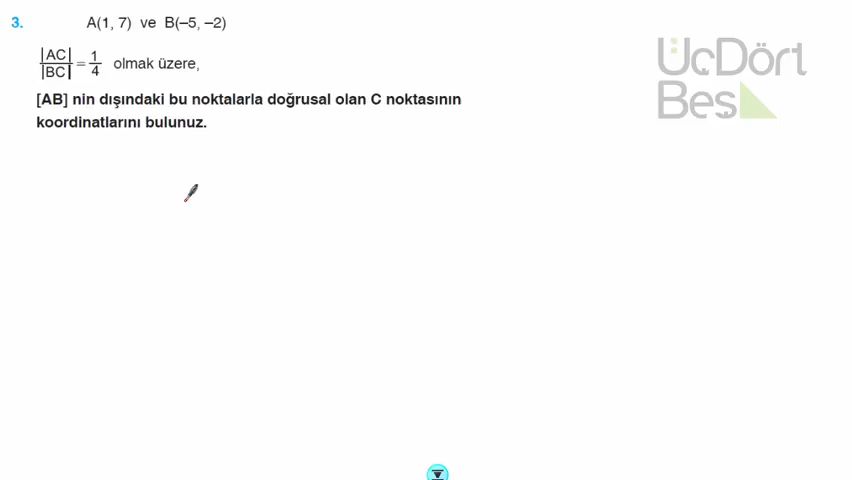 3. A(1, 7) ve B(–5, –2)
|AC| / |BC| = 1/4 olmak üzere,
[AB] nin dışındaki bu noktalarla doğrusal olan C noktasının
koordinatlarını bulunuz.
ÜçDört
Beş